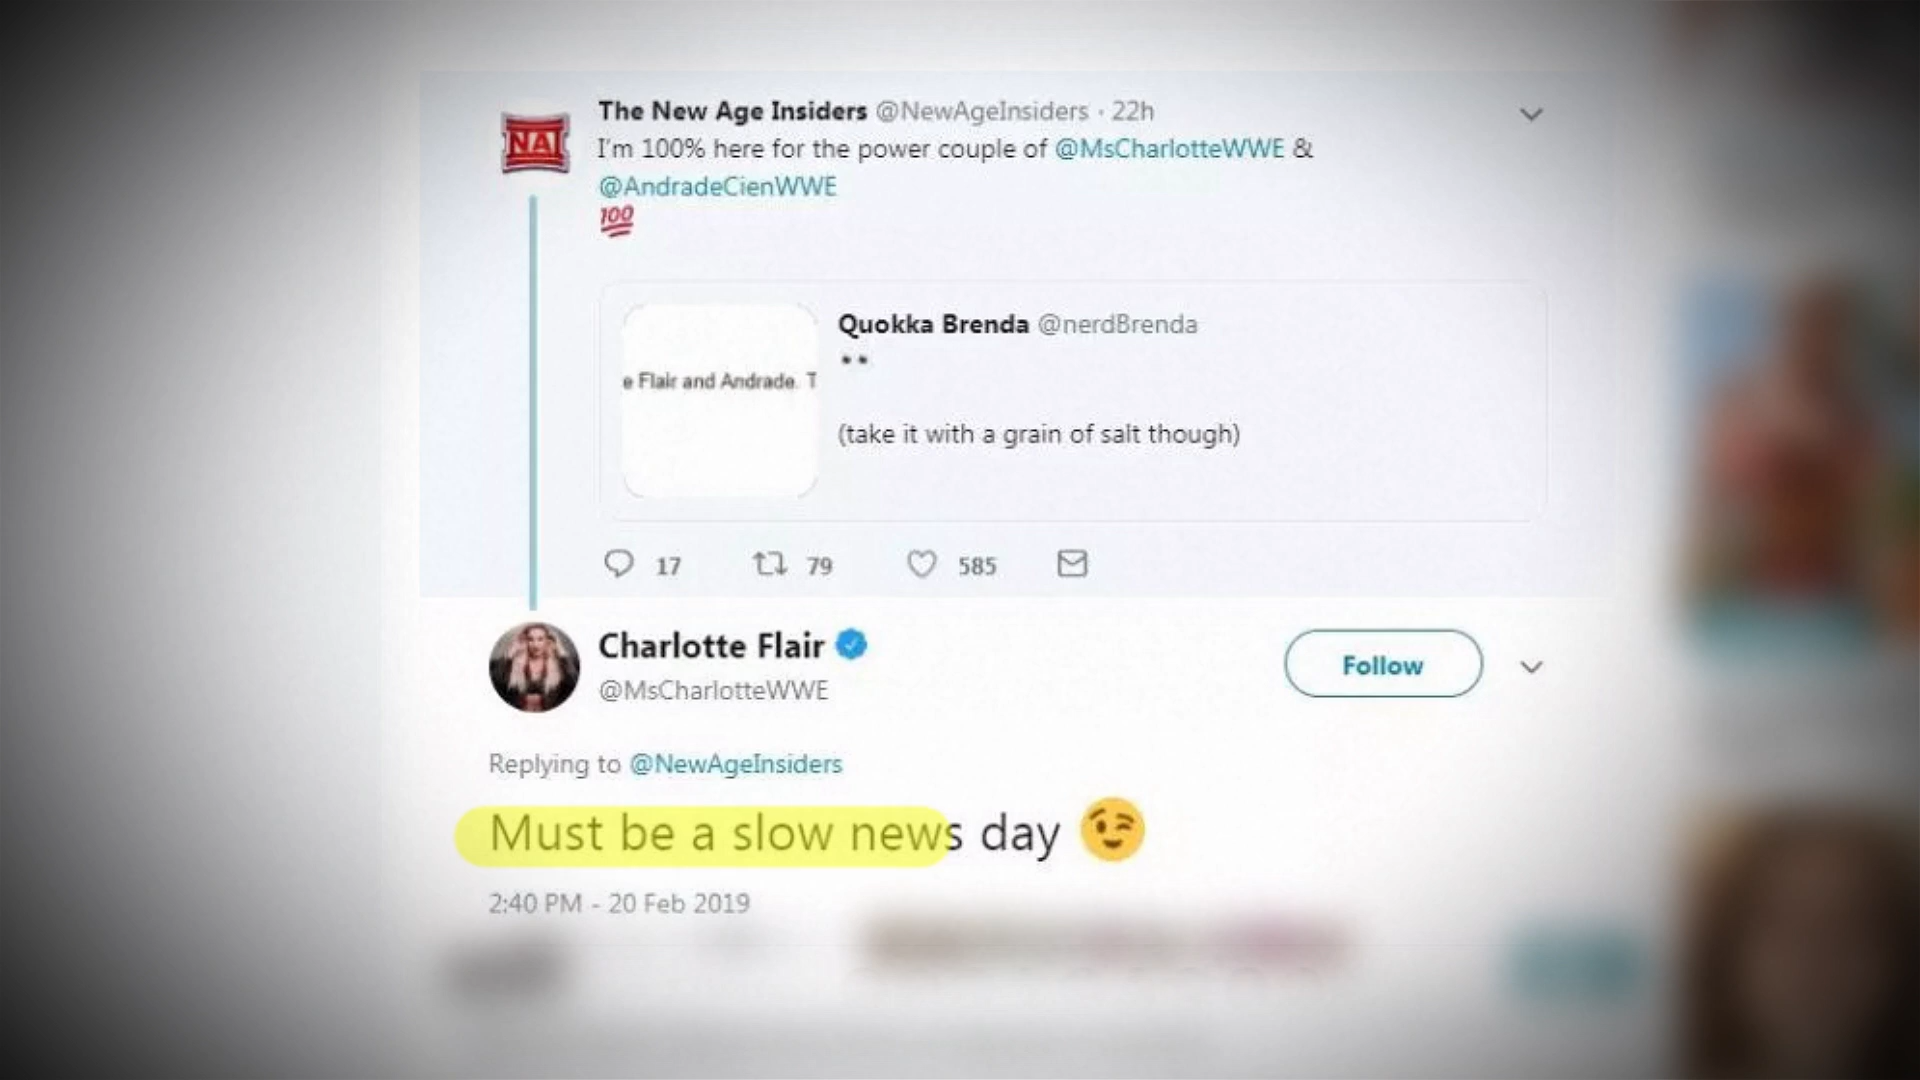 The New Age Insiders @NewAgeInsiders · 22h
I'm 100% here for the power couple of @MsCharlotteWWE &
@AndradeCienWWE
💯
NAI
Quokka Brenda @nerdBrenda
e Flair and Andrade. T
(take it with a grain of salt though)
17 79 585
Charlotte Flair
@MsCharlotteWWE
Follow
Replying to @NewAgeInsiders
Must be a slow news day 😉
2:40 PM - 20 Feb 2019